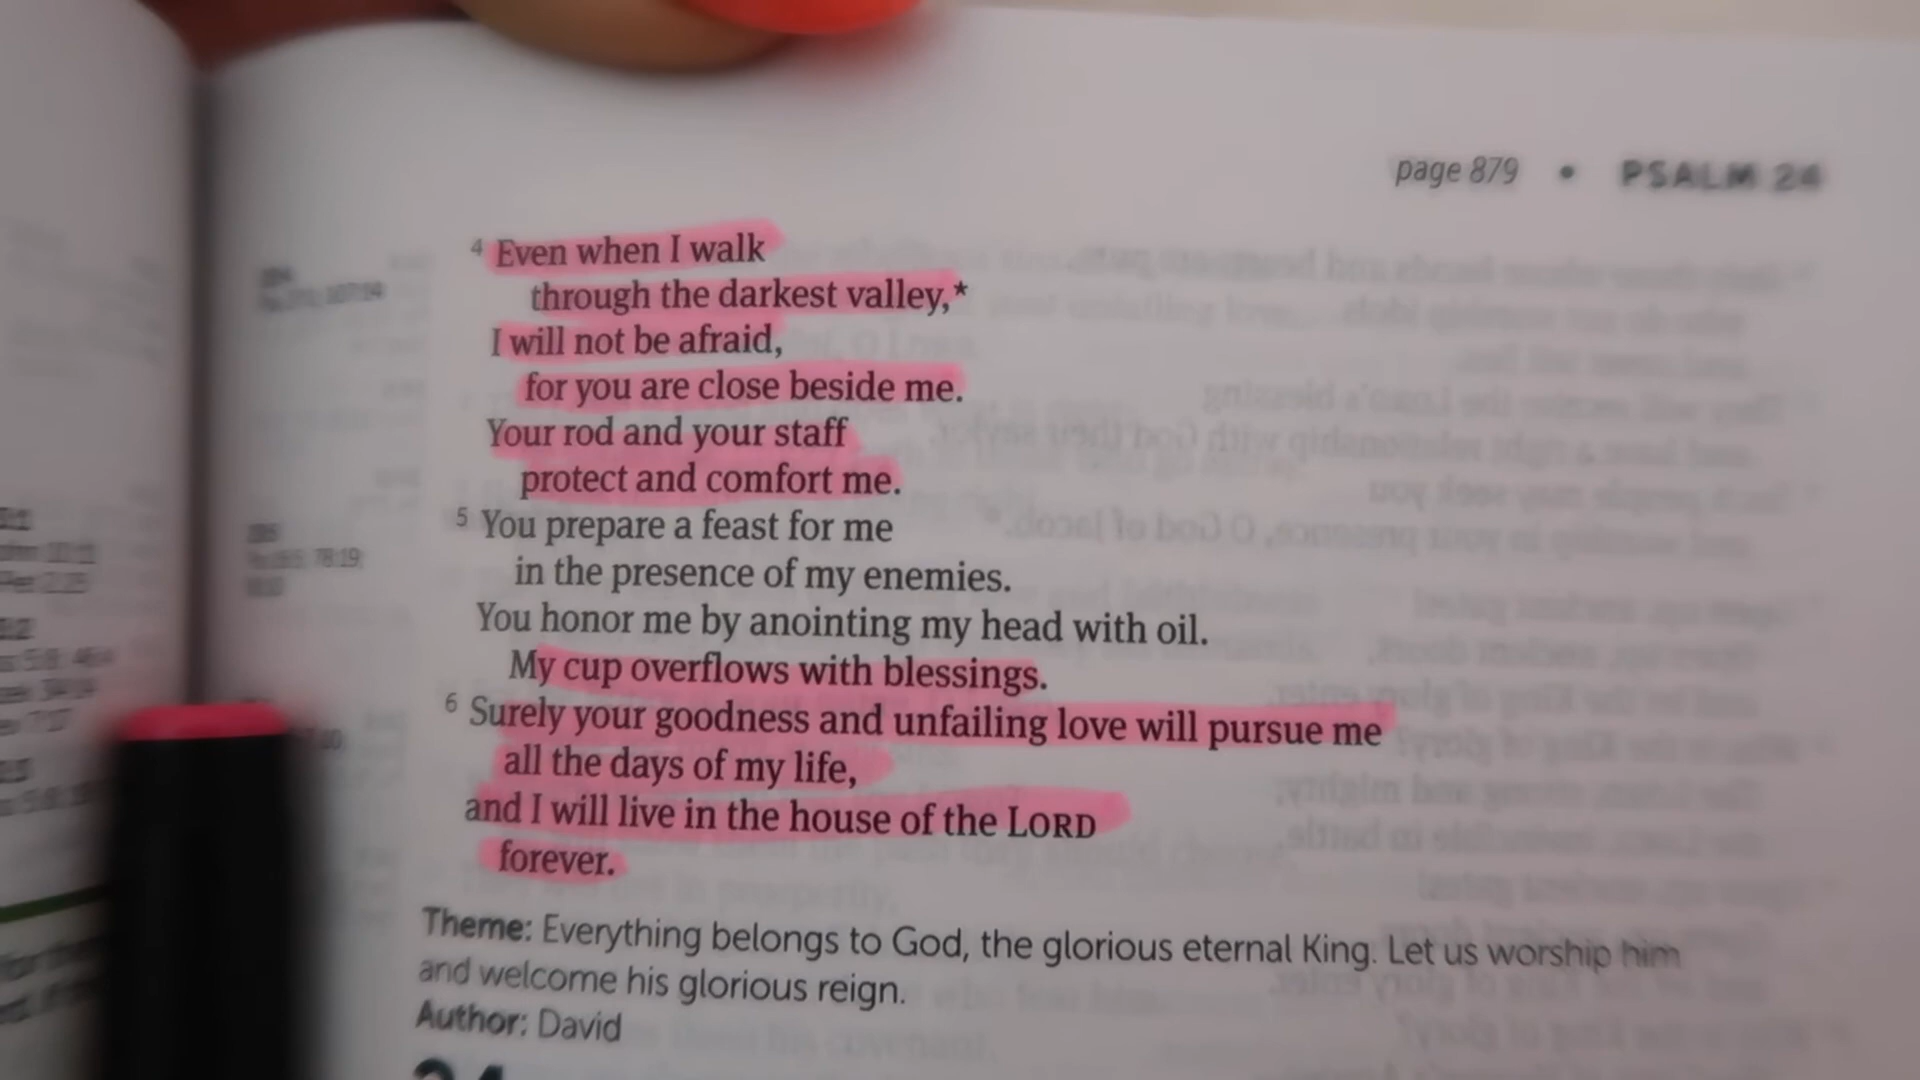 page 879 • PSALM 24
4 Even when I walk
through the darkest valley,*
I will not be afraid,
for you are close beside me.
Your rod and your staff
protect and comfort me.
5 You prepare a feast for me
in the presence of my enemies.
You honor me by anointing my head with oil.
My cup overflows with blessings.
6 Surely your goodness and unfailing love will pursue me
all the days of my life,
and I will live in the house of the LORD
forever.
Theme: Everything belongs to God, the glorious eternal King. Let us worship him
and welcome his glorious reign.
Author: David
24